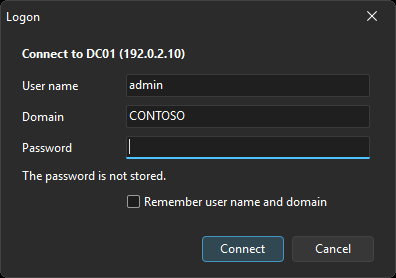 Logon
Connect to DC01 (192.0.2.10)
User name admin
Domain CONTOSO
Password
The password is not stored.
Remember user name and domain
Connect Cancel